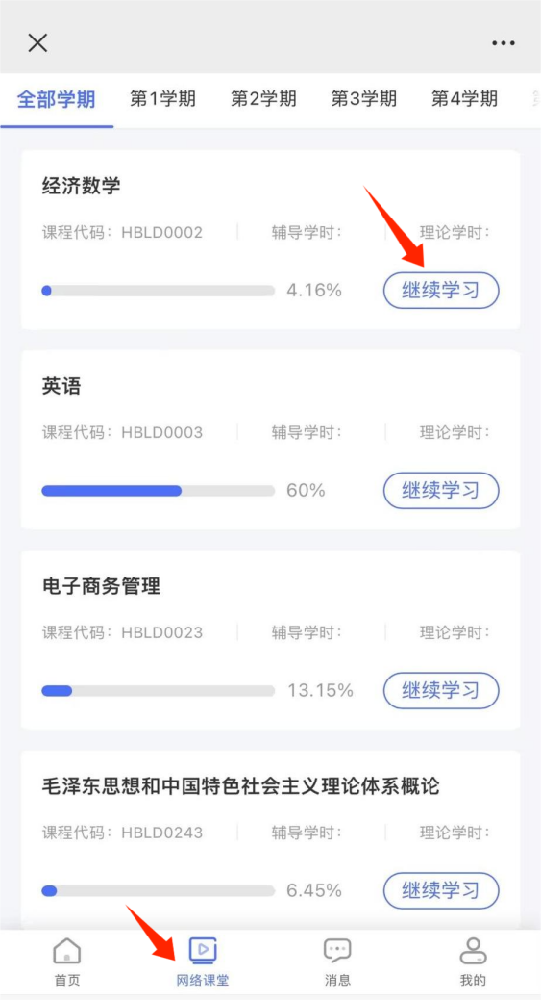 全部学期 第1学期 第2学期 第3学期 第4学期
经济数学
课程代码: HBLD0002 辅导学时: 理论学时:
4.16% 继续学习
英语
课程代码: HBLD0003 辅导学时: 理论学时:
60% 继续学习
电子商务管理
课程代码: HBLD0023 辅导学时: 理论学时:
13.15% 继续学习
毛泽东思想和中国特色社会主义理论体系概论
课程代码: HBLD0243 辅导学时: 理论学时:
6.45% 继续学习
首页 网络课堂 消息 我的